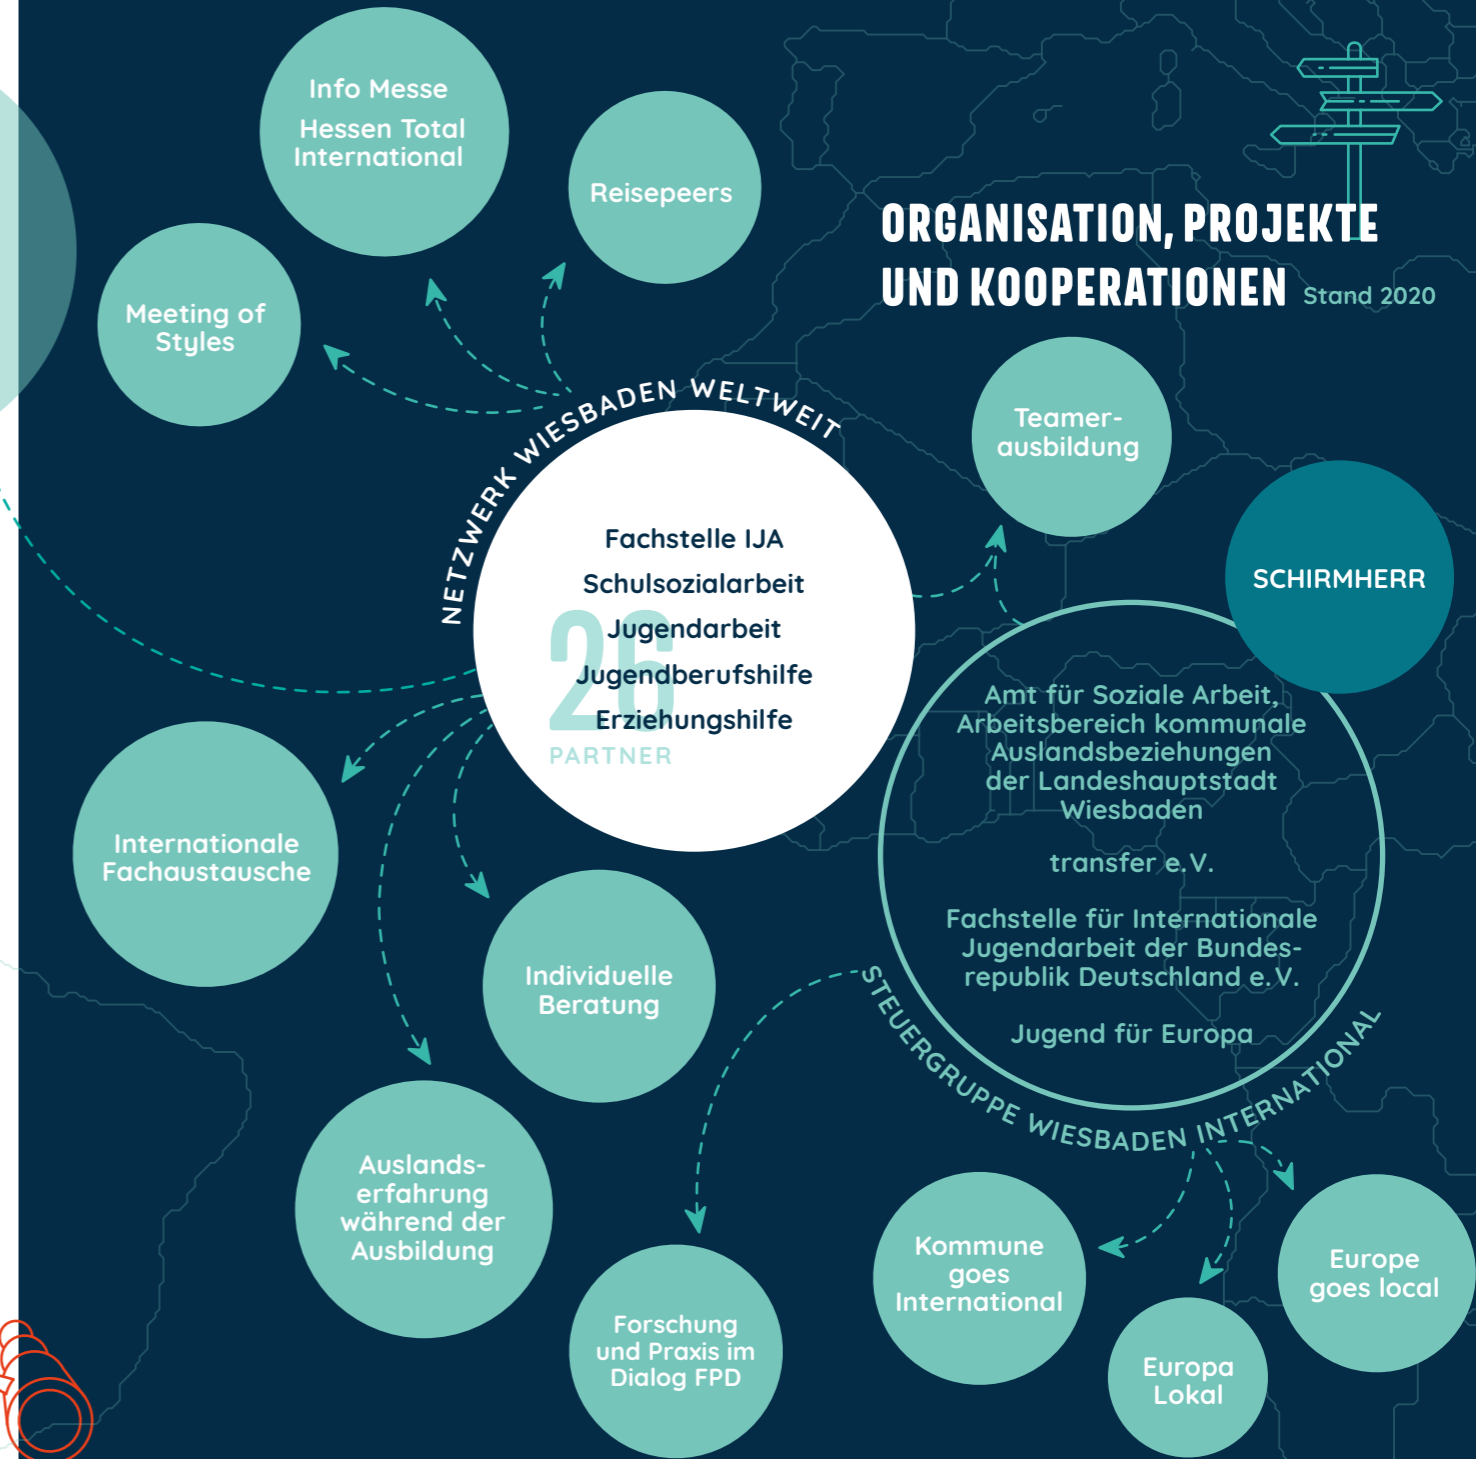 ORGANISATION, PROJEKTE
UND KOOPERATIONEN Stand 2020
Info Messe
Hessen Total
International
Reisepeers
Meeting of
Styles
NETZWERK WIESBADEN WELTWEIT
Fachstelle IJA
Schulsozialarbeit
Jugendarbeit
Jugendberufshilfe
Erziehungshilfe
26
PARTNER
Teamer-
ausbildung
SCHIRMHERR
Amt für Soziale Arbeit,
Arbeitsbereich kommunale
Auslandsbeziehungen
der Landeshauptstadt
Wiesbaden
transfer e.V.
Fachstelle für Internationale
Jugendarbeit der Bundes-
republik Deutschland e.V.
Jugend für Europa
STEUERGRUPPE WIESBADEN INTERNATIONAL
Internationale
Fachaustausche
Individuelle
Beratung
Auslands-
erfahrung
während der
Ausbildung
Forschung
und Praxis im
Dialog FPD
Kommune
goes
International
Europa
Lokal
Europe
goes local